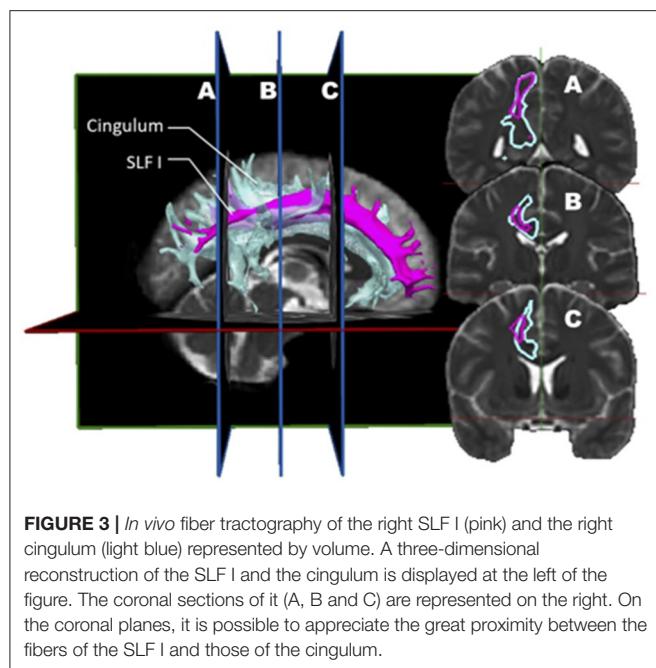 A B C
Cingulum
SLF I
A
B
C
FIGURE 3 | In vivo fiber tractography of the right SLF I (pink) and the right
cingulum (light blue) represented by volume. A three-dimensional
reconstruction of the SLF I and the cingulum is displayed at the left of the
figure. The coronal sections of it (A, B and C) are represented on the right. On
the coronal planes, it is possible to appreciate the great proximity between the
fibers of the SLF I and those of the cingulum.